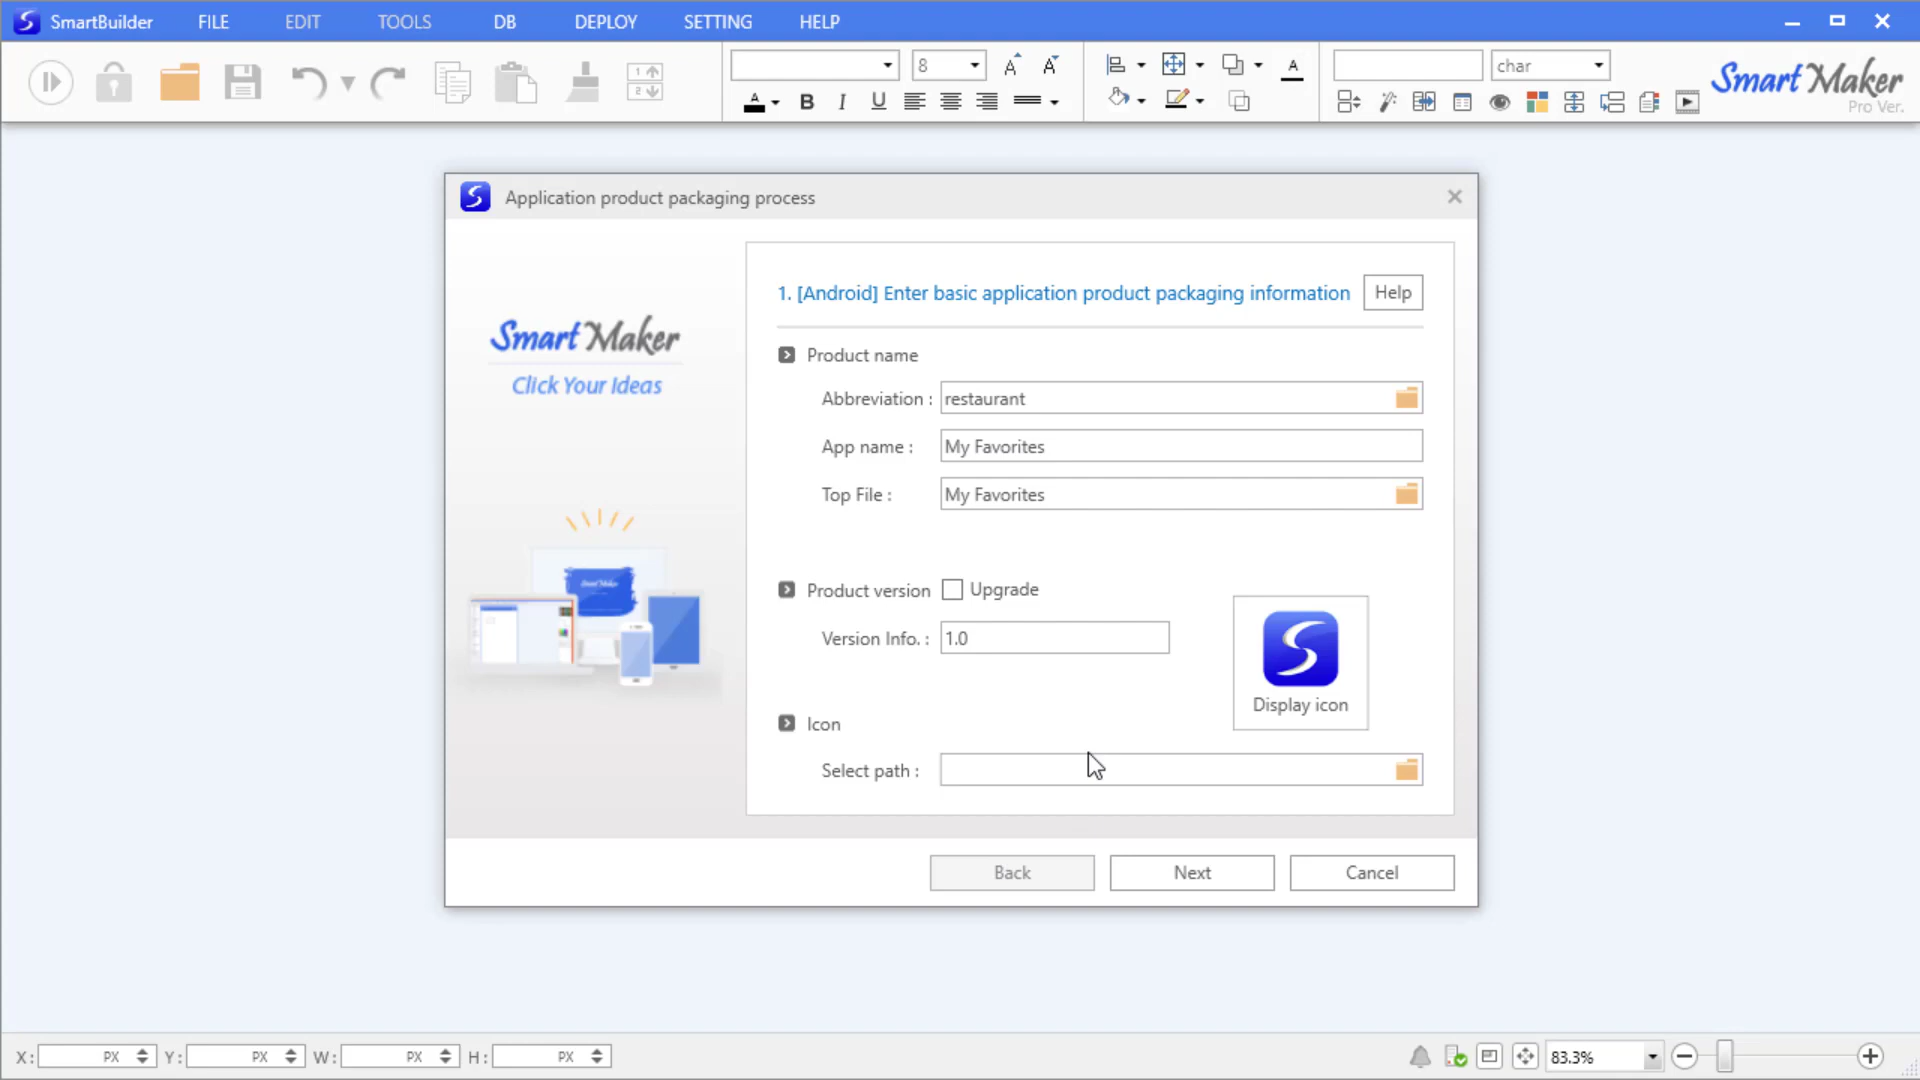 SmartBuilder FILE EDIT TOOLS DB DEPLOY SETTING HELP
8 A A A char
A B I U
Smart Maker
Pro Ver.
Application product packaging process
1. [Android] Enter basic application product packaging information Help
Smart Maker
Click Your Ideas
Product name
Abbreviation : restaurant
App name : My Favorites
Top File : My Favorites
Product version Upgrade
Version Info. : 1.0
Display icon
Icon
Select path :
Back Next Cancel
X : PX Y : PX W : PX H : PX 83.3%